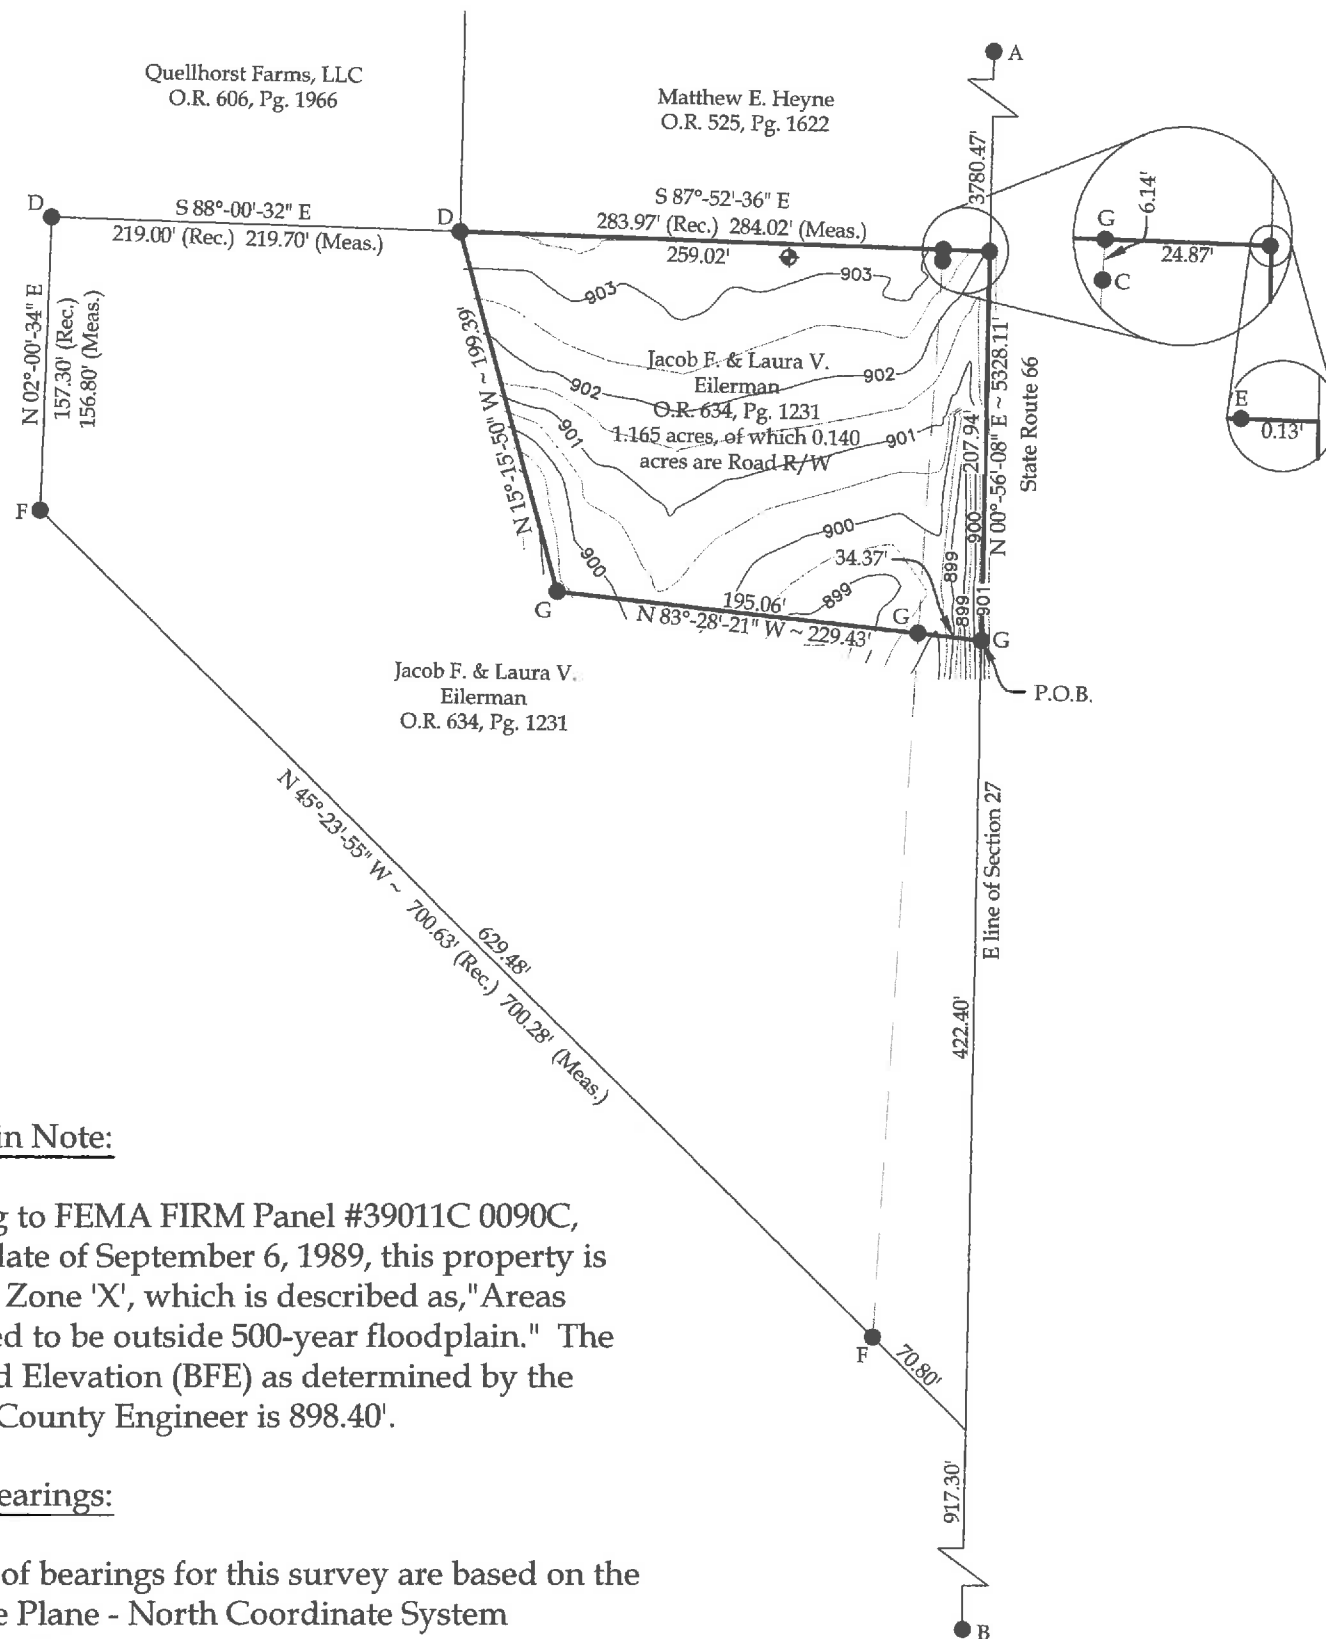 A
Quellhorst Farms, LLC
O.R. 606, Pg. 1966
Matthew E. Heyne
O.R. 525, Pg. 1622
3780.47'
D
S 88°-00'-32" E
219.00' (Rec.) 219.70' (Meas.)
D
S 87°-52'-36" E
283.97' (Rec.) 284.02' (Meas.)
259.02'
G
6.14'
24.87'
C
E
0.13'
N 02°-00'-34" E
157.30' (Rec.)
156.80' (Meas.)
F
N 15°-15'-50" W ~ 199.39'
903
903
902
902
901
901
900
900
899
899
899
900
901
Jacob F. & Laura V.
Eilerman
O.R. 634, Pg. 1231
1.165 acres, of which 0.140
acres are Road R/W
207.94'
N 00°-56'-08" E ~ 5328.11'
State Route 66
34.37'
195.06'
N 83°-28'-21" W ~ 229.43'
G
G
G
P.O.B.
Jacob F. & Laura V.
Eilerman
O.R. 634, Pg. 1231
E line of Section 27
422.40'
N 45°-23'-55" W ~ 700.63' (Rec.) 700.28' (Meas.)
629.48'
F
70.80'
917.30'
B
in Note:
g to FEMA FIRM Panel #39011C 0090C,
late of September 6, 1989, this property is
Zone 'X', which is described as,"Areas
ed to be outside 500-year floodplain." The
d Elevation (BFE) as determined by the
County Engineer is 898.40'.
earings:
of bearings for this survey are based on the
e Plane - North Coordinate System